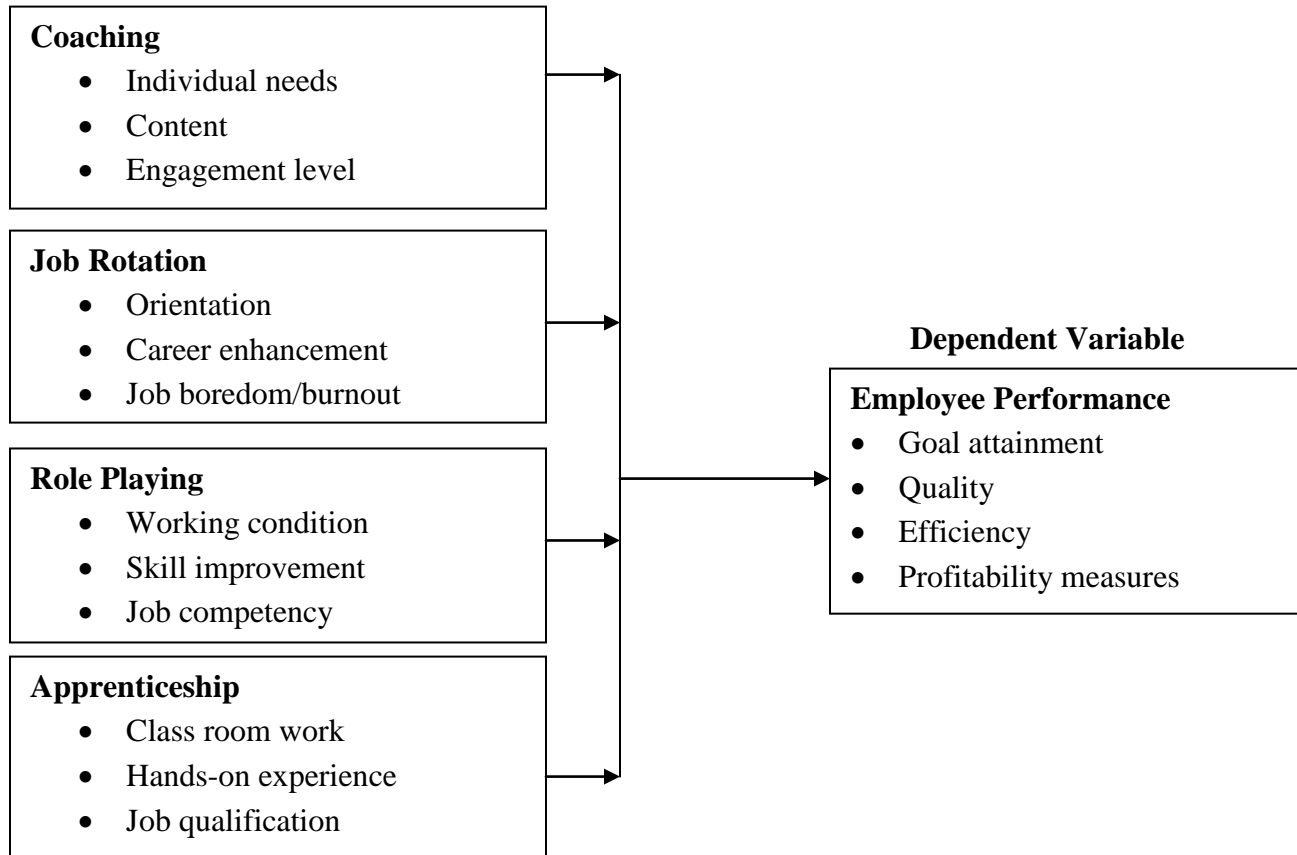 Coaching
• Individual needs
• Content
• Engagement level
Job Rotation
• Orientation
• Career enhancement
• Job boredom/burnout
Role Playing
• Working condition
• Skill improvement
• Job competency
Apprenticeship
• Class room work
• Hands-on experience
• Job qualification
Dependent Variable
Employee Performance
• Goal attainment
• Quality
• Efficiency
• Profitability measures